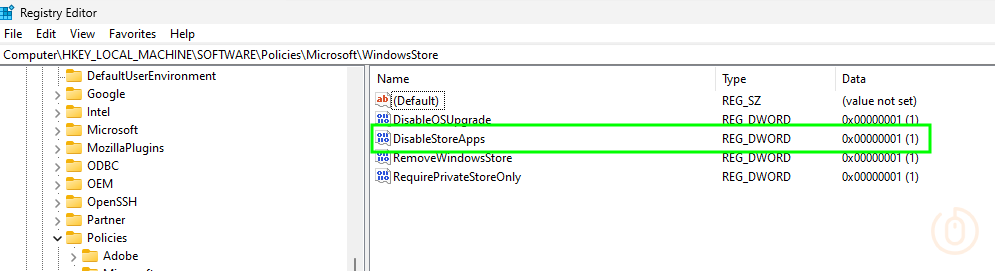 Registry Editor
File Edit View Favorites Help
Computer\HKEY_LOCAL_MACHINE\SOFTWARE\Policies\Microsoft\WindowsStore
DefaultUserEnvironment
Google
Intel
Microsoft
MozillaPlugins
ODBC
OEM
OpenSSH
Partner
Policies
Adobe
Name Type Data
ab (Default) REG_SZ (value not set)
DisableOSUpgrade REG_DWORD 0x00000001 (1)
DisableStoreApps REG_DWORD 0x00000001 (1)
RemoveWindowsStore REG_DWORD 0x00000001 (1)
RequirePrivateStoreOnly REG_DWORD 0x00000001 (1)